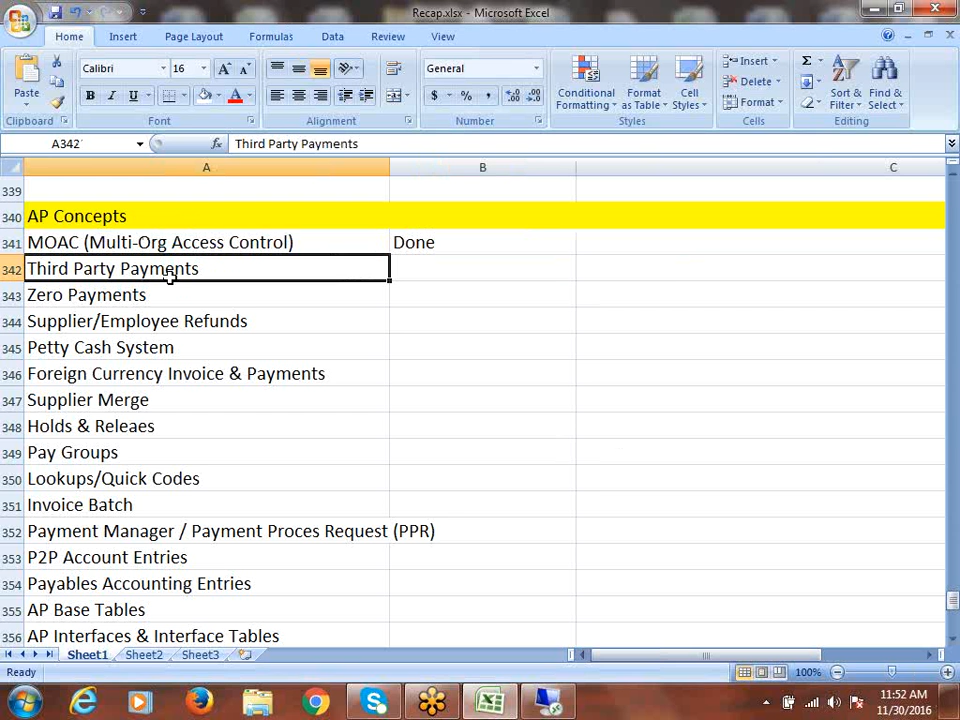 Recap.xlsx - Microsoft Excel
Home Insert Page Layout Formulas Data Review View
Paste
Calibri 16
General
Conditional Formatting
Format as Table
Cell Styles
Insert
Delete
Format
Sort & Filter
Find & Select
Clipboard Font Alignment Number Styles Cells Editing
A342 fx Third Party Payments
A B C
339
340 AP Concepts
341 MOAC (Multi-Org Access Control) Done
342 Third Party Payments
343 Zero Payments
344 Supplier/Employee Refunds
345 Petty Cash System
346 Foreign Currency Invoice & Payments
347 Supplier Merge
348 Holds & Releaes
349 Pay Groups
350 Lookups/Quick Codes
351 Invoice Batch
352 Payment Manager / Payment Proces Request (PPR)
353 P2P Account Entries
354 Payables Accounting Entries
355 AP Base Tables
356 AP Interfaces & Interface Tables
Sheet1 Sheet2 Sheet3
Ready 100%
11:52 AM
11/30/2016